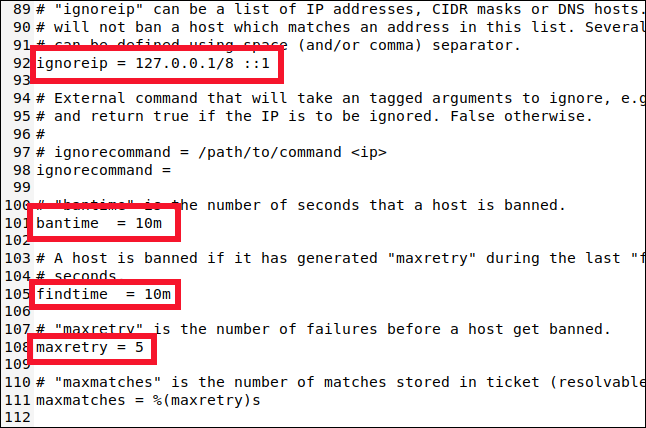 89 # "ignoreip" can be a list of IP addresses, CIDR masks or DNS hosts.
90 # will not ban a host which matches an address in this list. Several
91 # can be defined using space (and/or comma) separator.
92 ignoreip = 127.0.0.1/8 ::1
93
94 # External command that will take an tagged arguments to ignore, e.g
95 # and return true if the IP is to be ignored. False otherwise.
96 #
97 # ignorecommand = /path/to/command <ip>
98 ignorecommand =
99
100 # "bantime" is the number of seconds that a host is banned.
101 bantime  = 10m
102
103 # A host is banned if it has generated "maxretry" during the last "f
104 # seconds.
105 findtime  = 10m
106
107 # "maxretry" is the number of failures before a host get banned.
108 maxretry = 5
109
110 # "maxmatches" is the number of matches stored in ticket (resolvable
111 maxmatches = %(maxretry)s
112